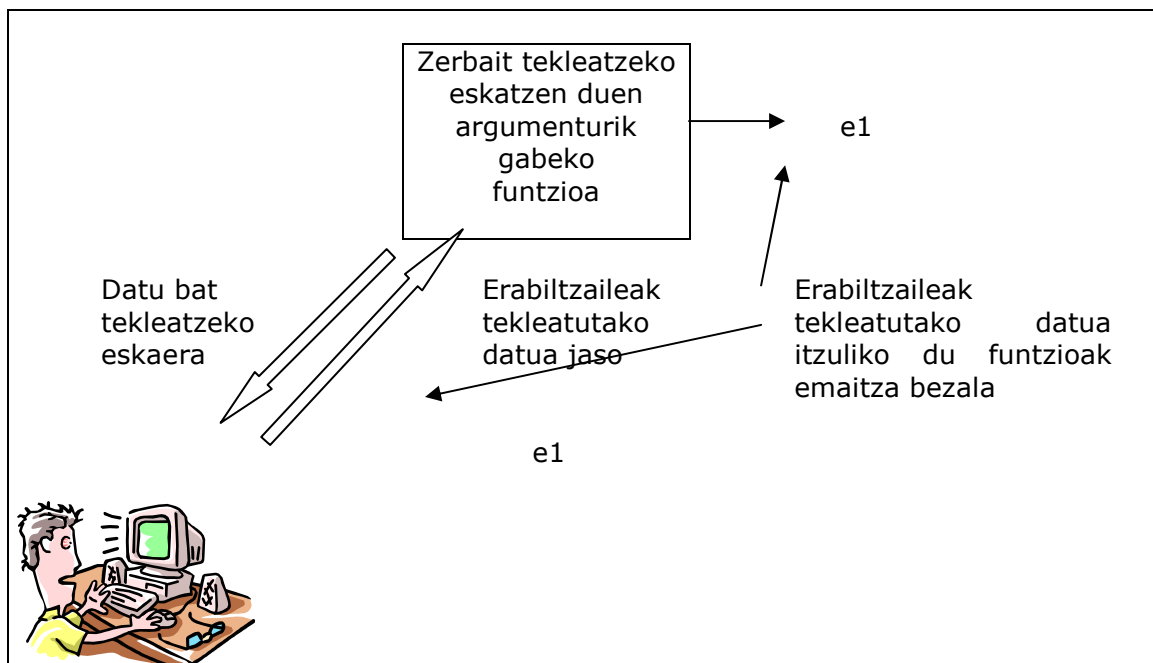 Zerbait tekleatzeko
eskatzen duen
argumenturik
gabeko
funtzioa
e1
Datu bat
tekleatzeko
eskaera
Erabiltzaileak
tekleatutako
datua jaso
Erabiltzaileak
tekleatutako datua
itzuliko du funtzioak
emaitza bezala
e1